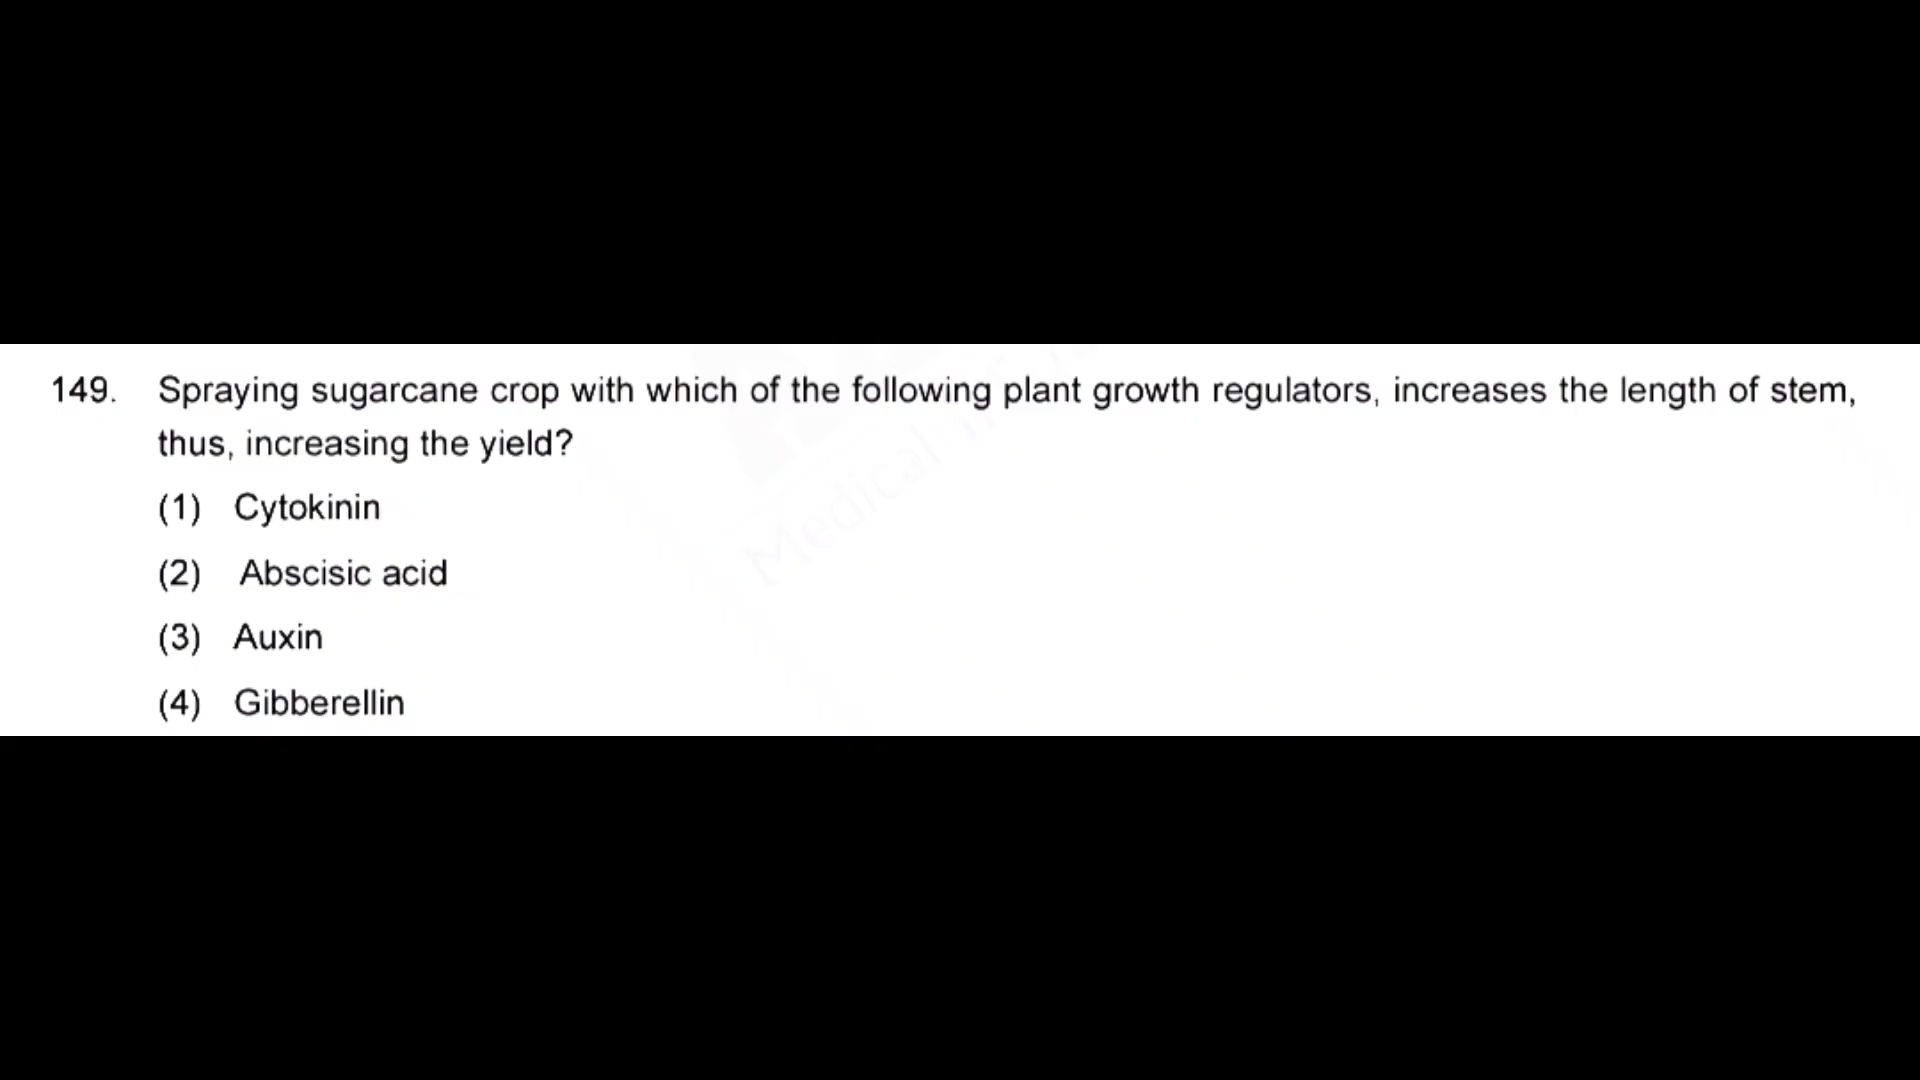 149. Spraying sugarcane crop with which of the following plant growth regulators, increases the length of stem,
thus, increasing the yield?
(1) Cytokinin
(2) Abscisic acid
(3) Auxin
(4) Gibberellin
Medical